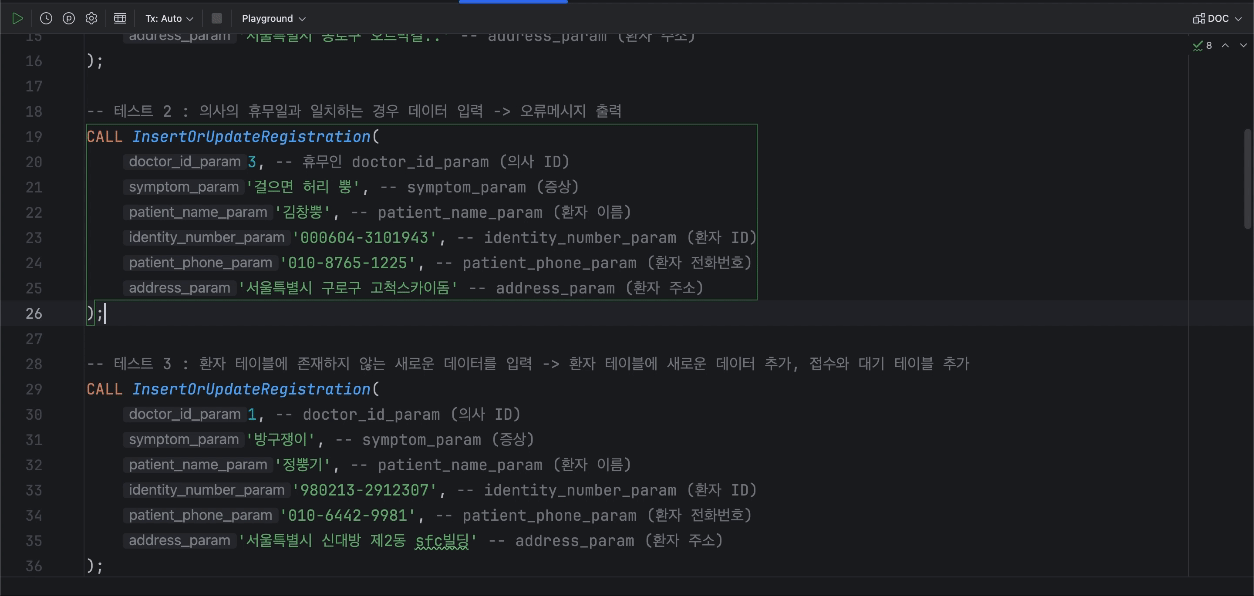 Tx: Auto Playground DOC
8
15 address_param '서울특별시 종로구 오르막길..' -- address_param (환자 주소)
16 );
17
18 -- 테스트 2 : 의사의 휴무일과 일치하는 경우 데이터 입력 -> 오류메시지 출력
19 CALL InsertOrUpdateRegistration(
20 doctor_id_param 3, -- 휴무인 doctor_id_param (의사 ID)
21 symptom_param '걸으면 허리 뿡', -- symptom_param (증상)
22 patient_name_param '김창뿡', -- patient_name_param (환자 이름)
23 identity_number_param '000604-3101943', -- identity_number_param (환자 ID)
24 patient_phone_param '010-8765-1225', -- patient_phone_param (환자 전화번호)
25 address_param '서울특별시 구로구 고척스카이돔' -- address_param (환자 주소)
26 );
27
28 -- 테스트 3 : 환자 테이블에 존재하지 않는 새로운 데이터를 입력 -> 환자 테이블에 새로운 데이터 추가, 접수와 대기 테이블 추가
29 CALL InsertOrUpdateRegistration(
30 doctor_id_param 1, -- doctor_id_param (의사 ID)
31 symptom_param '방구쟁이', -- symptom_param (증상)
32 patient_name_param '정뿡기', -- patient_name_param (환자 이름)
33 identity_number_param '980213-2912307', -- identity_number_param (환자 ID)
34 patient_phone_param '010-6442-9981', -- patient_phone_param (환자 전화번호)
35 address_param '서울특별시 신대방 제2동 sfc빌딩' -- address_param (환자 주소)
36 );